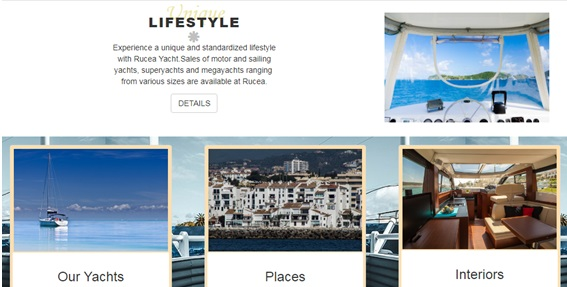 Unique
LIFESTYLE
Experience a unique and standardized lifestyle
with Rucea Yacht.Sales of motor and sailing
yachts, superyachts and megayachts ranging
from various sizes are available at Rucea.
DETAILS
Our Yachts
Places
Interiors